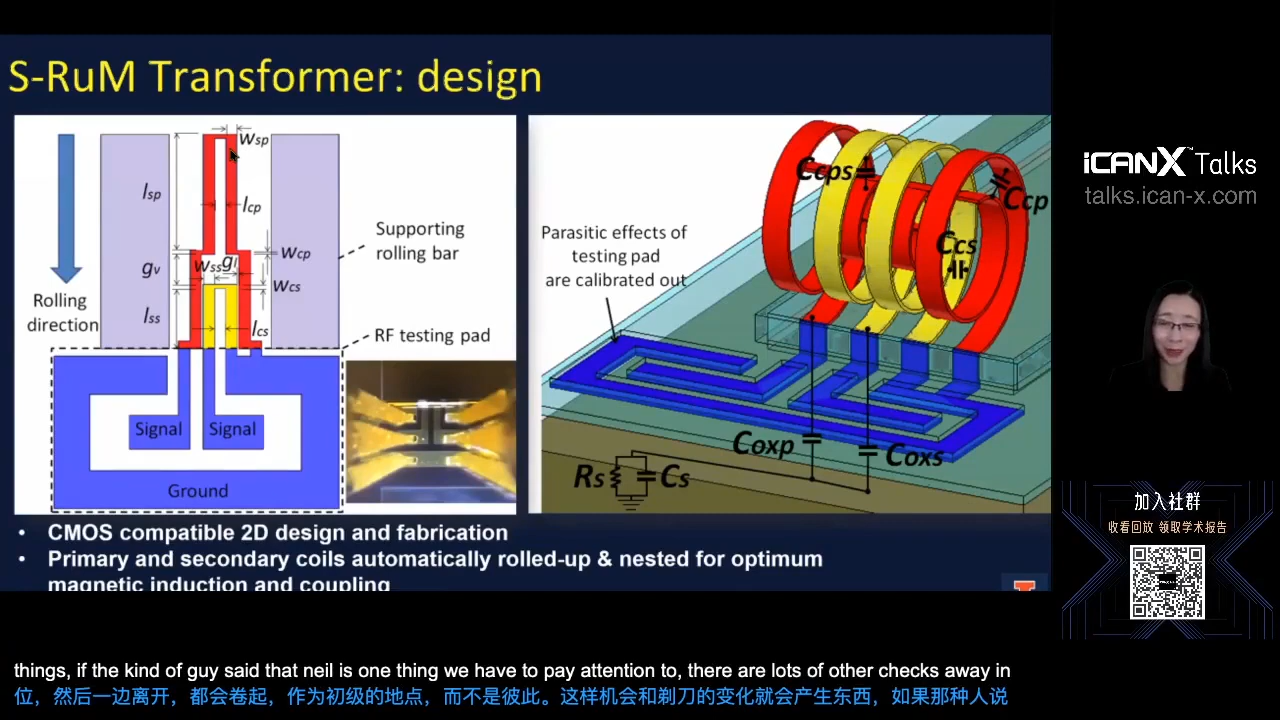 S-RuM Transformer: design
wsp
lsp
lcp
gv
wss
gl
wcp
wcs
lss
lcs
Rolling
direction
Supporting
rolling bar
RF testing pad
Signal
Signal
Ground
Parasitic effects of
testing pad
are calibrated out
Ccps
Ccp
Ccs
Coxp
Coxs
Rs
Cs
• CMOS compatible 2D design and fabrication
• Primary and secondary coils automatically rolled-up & nested for optimum
magnetic induction and coupling
iCANX™ Talks
talks.ican-x.com
加入社群
收看回放 领取学术报告
things, if the kind of guy said that neil is one thing we have to pay attention to, there are lots of other checks away in
位，然后一边离开，都会卷起，作为初级的地点，而不是彼此。这样机会和剃刀的变化就会产生东西，如果那种人说